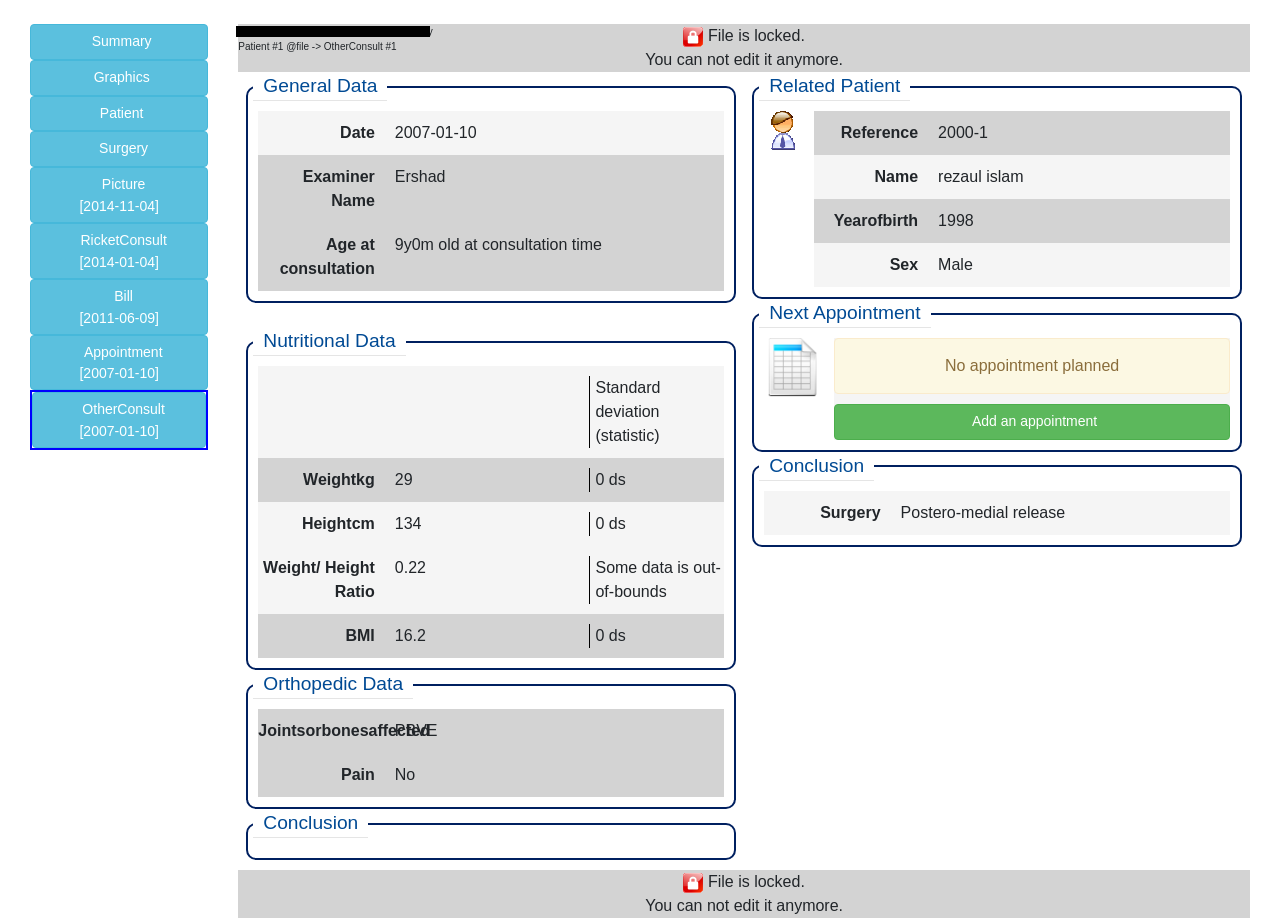 Summary
Graphics
Patient
Surgery
Picture
[2014-11-04]
RicketConsult
[2014-01-04]
Bill
[2011-06-09]
Appointment
[2007-01-10]
OtherConsult
[2007-01-10]
Patient #1 @file -> OtherConsult #1
File is locked.
You can not edit it anymore.
General Data
Date 2007-01-10
Examiner Name Ershad
Age at consultation 9y0m old at consultation time
Nutritional Data
Standard deviation (statistic)
Weightkg 29 0 ds
Heightcm 134 0 ds
Weight/ Height Ratio 0.22 Some data is out-of-bounds
BMI 16.2 0 ds
Orthopedic Data
Jointsorbonesaffected PBVE
Pain No
Conclusion
Related Patient
Reference 2000-1
Name rezaul islam
Yearofbirth 1998
Sex Male
Next Appointment
No appointment planned
Add an appointment
Conclusion
Surgery Postero-medial release
File is locked.
You can not edit it anymore.